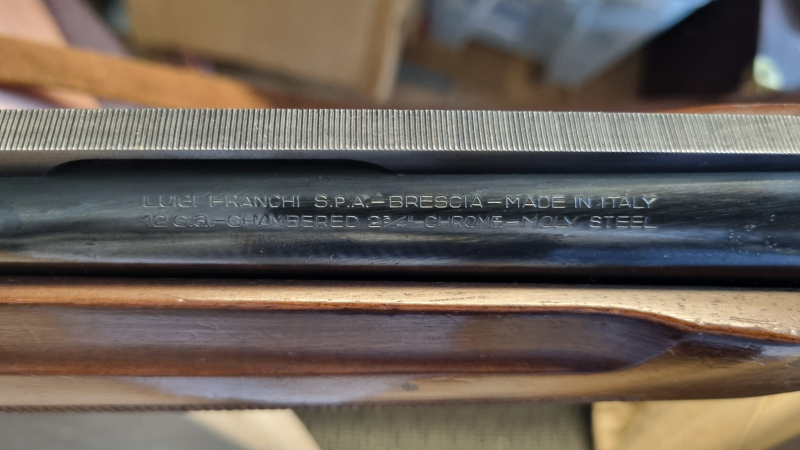 LUIGI FRANCHI S.P.A.-BRESCIA-MADE IN ITALY
12 G.A.-CHAMBERED 2¾"-CHROME-MOLY STEEL